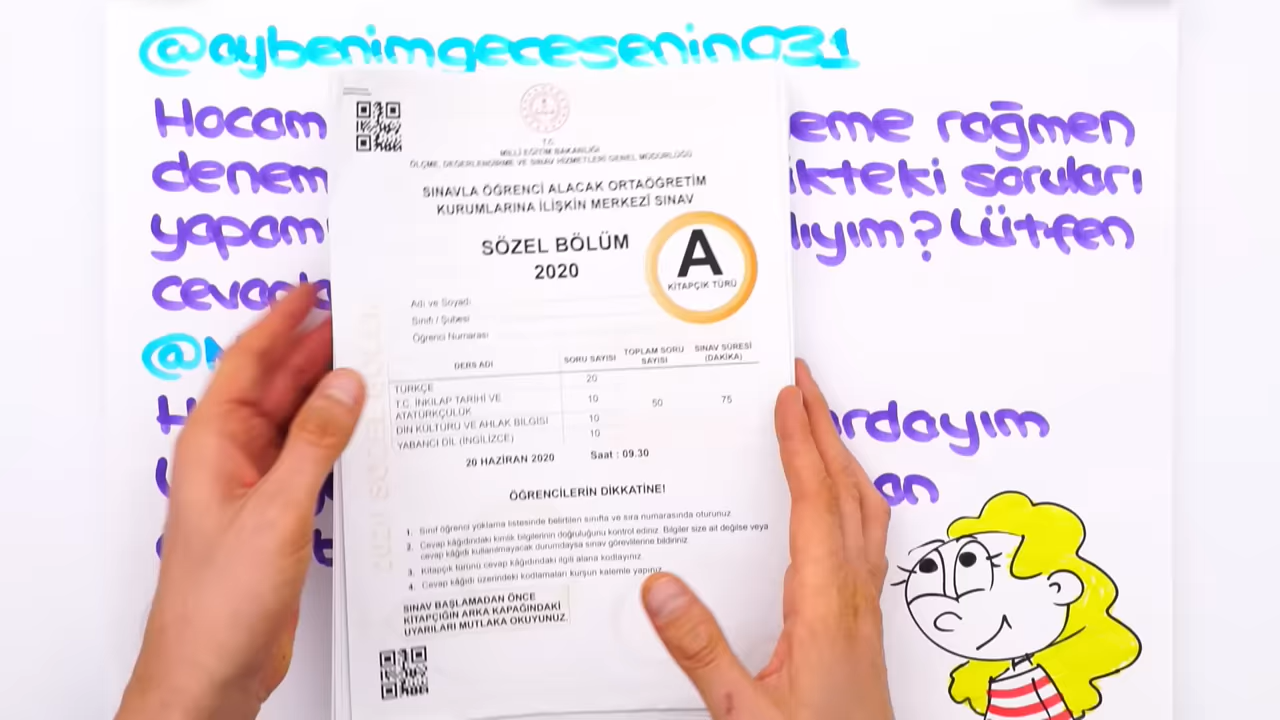 @aybenimgecesenin031
Hocam eme rağmen
denem ikteki soruları
yapam lıyım? Lütfen
cevapla
T.C.
MİLLİ EĞİTİM BAKANLIĞI
ÖLÇME, DEĞERLENDİRME VE SINAV HİZMETLERİ GENEL MÜDÜRLÜĞÜ
SINAVLA ÖĞRENCİ ALACAK ORTAÖĞRETİM
KURUMLARINA İLİŞKİN MERKEZİ SINAV
SÖZEL BÖLÜM
2020
A
KİTAPÇIK TÜRÜ
Adı ve Soyadı
Sınıfı / Şubesi
Öğrenci Numarası
DERS ADI SORU SAYISI TOPLAM SORU SAYISI SINAV SÜRESİ (DAKİKA)
TÜRKÇE 20
T.C. İNKILAP TARİHİ VE
ATATÜRKÇÜLÜK 10 50 75
DİN KÜLTÜRÜ VE AHLAK BİLGİSİ 10
YABANCI DİL (İNGİLİZCE) 10
20 HAZİRAN 2020 Saat : 09.30
ÖĞRENCİLERİN DİKKATİNE!
1. Sınıf öğrenci yoklama listesinde belirtilen sınıfta ve sıra numarasında oturunuz.
2. Cevap kâğıdındaki kimlik bilgilerinin doğruluğunu kontrol ediniz. Bilgiler size ait değilse veya
cevap kâğıdı kullanılmayacak durumdaysa sınav görevlilerine bildiriniz.
3. Kitapçık türünü cevap kâğıdındaki ilgili alana kodlayınız.
4. Cevap kâğıdı üzerindeki kodlamaları kurşun kalemle yapınız.
SINAV BAŞLAMADAN ÖNCE
KİTAPÇIĞIN ARKA KAPAĞINDAKİ
UYARILARI MUTLAKA OKUYUNUZ.
ardayım
an